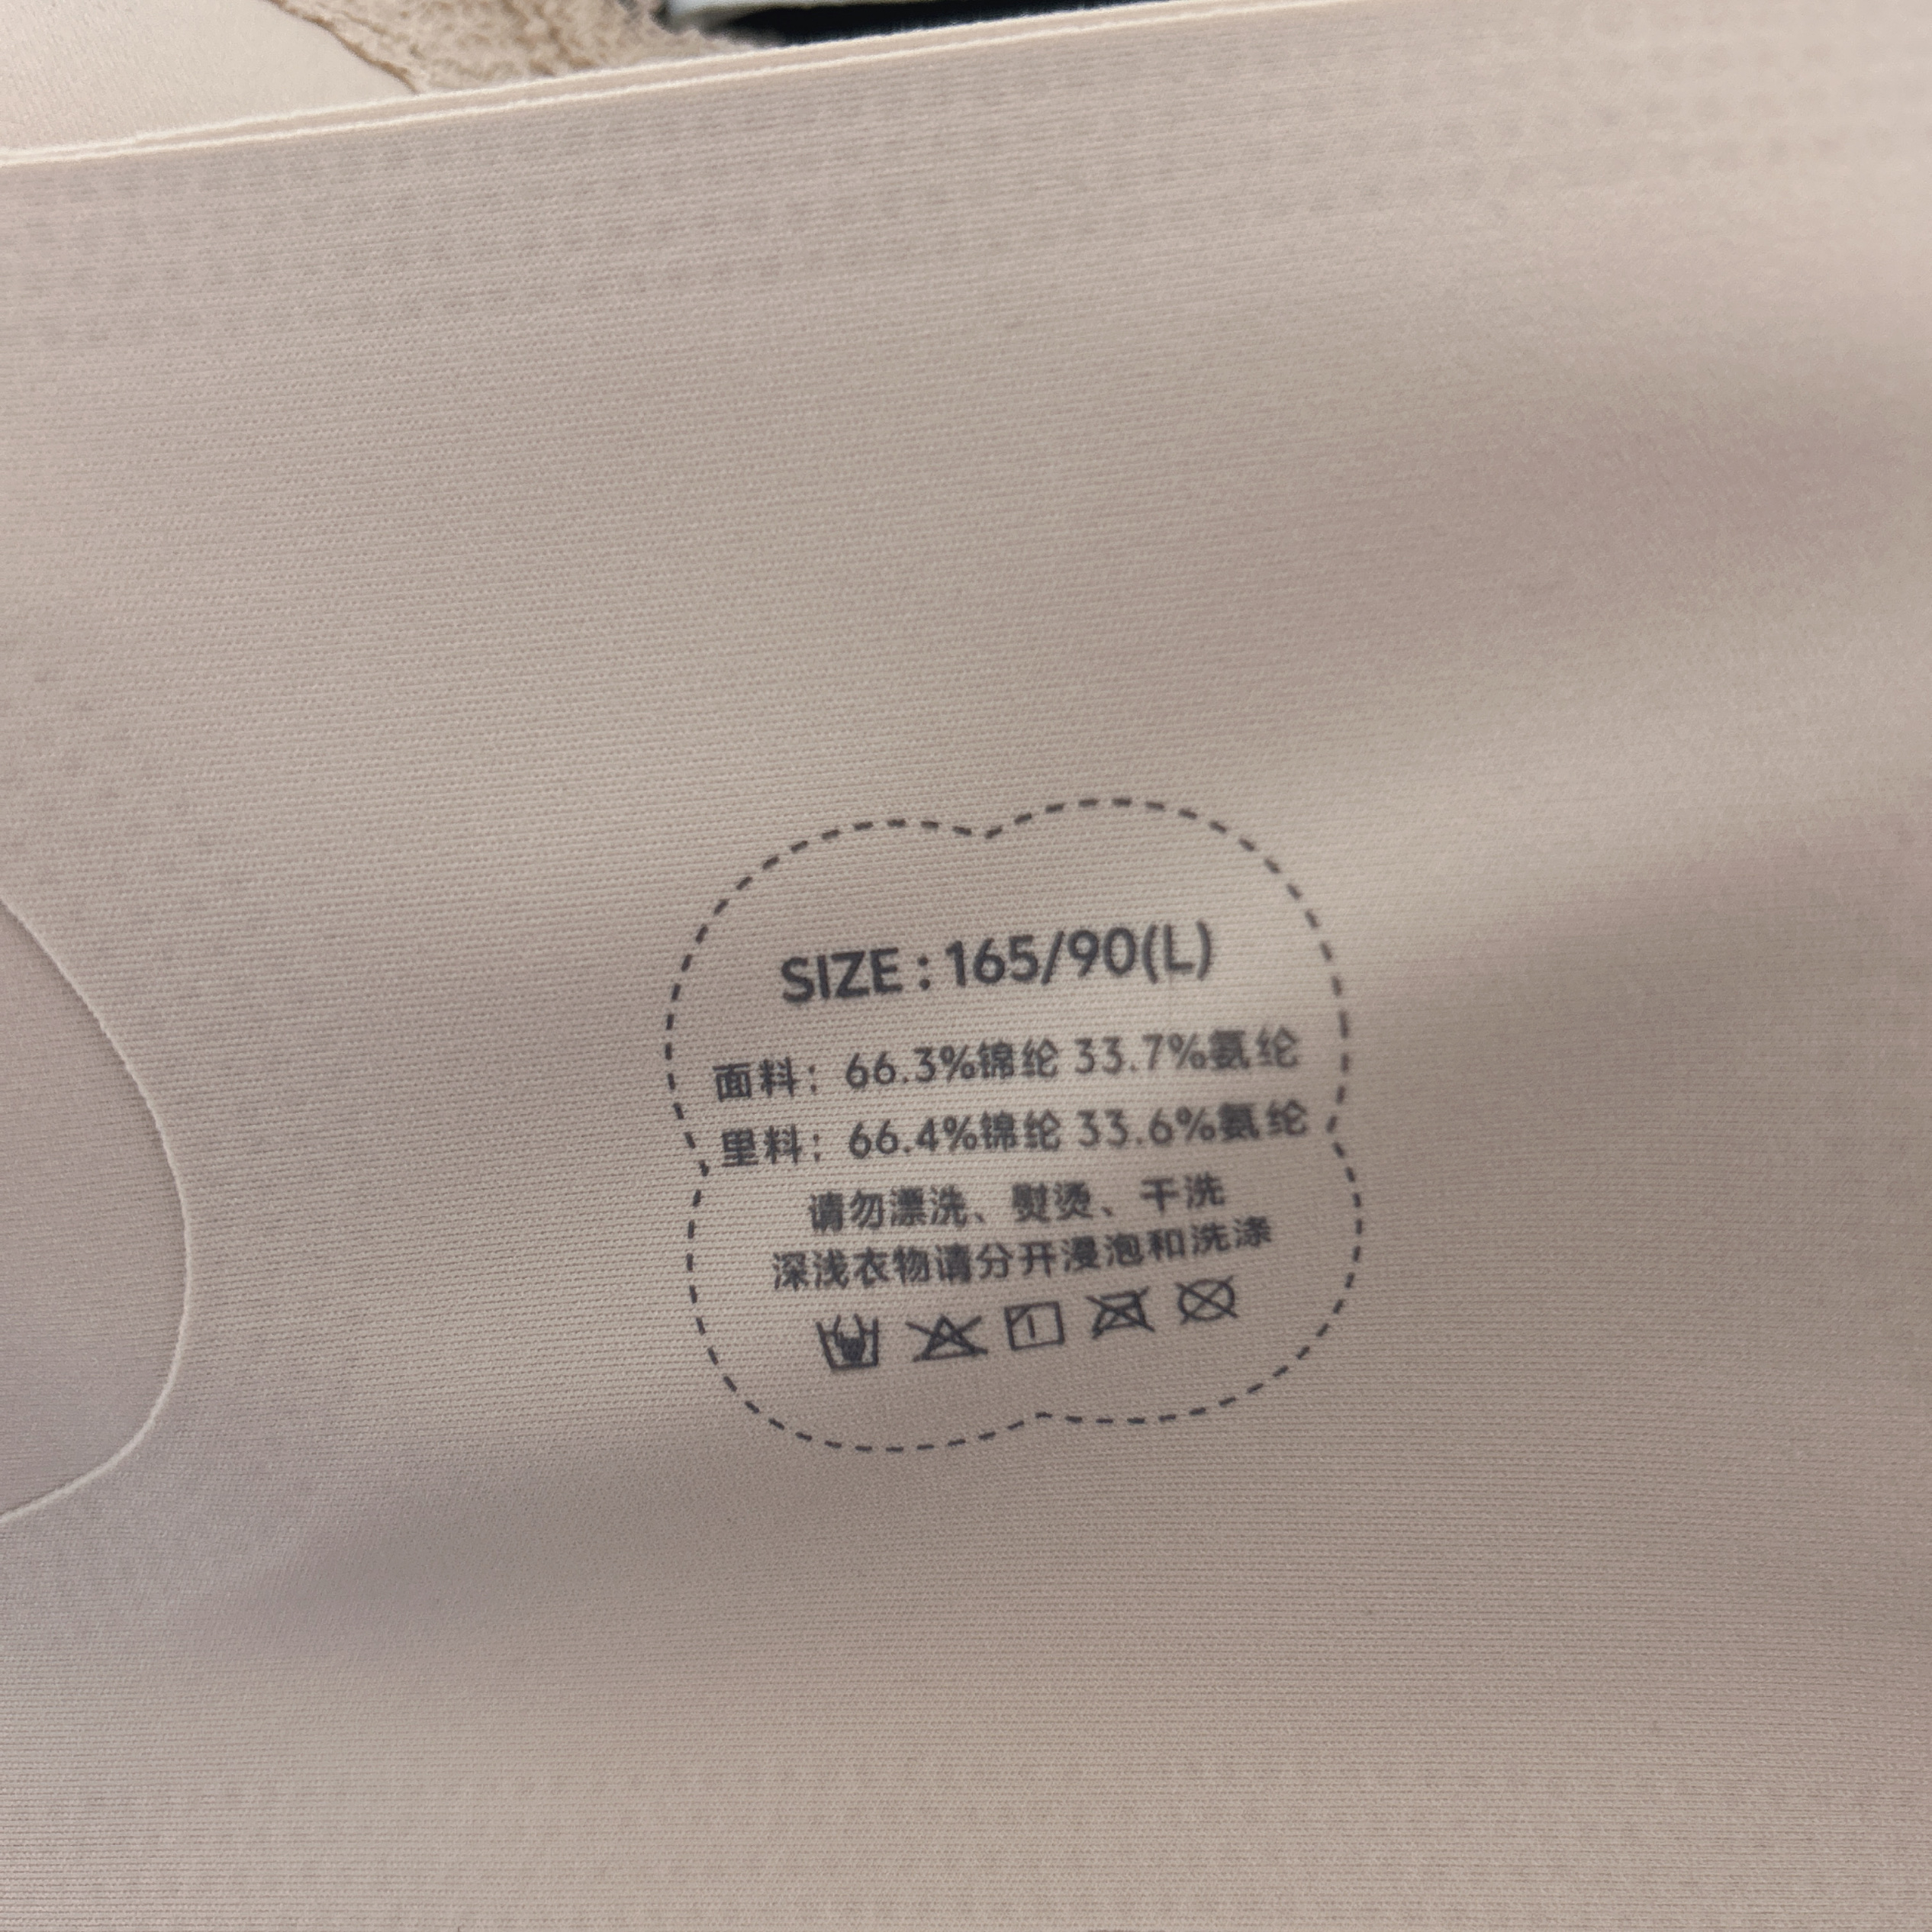 SIZE : 165/90(L)
面料：66.3%锦纶 33.7%氨纶
里料：66.4%锦纶 33.6%氨纶
请勿漂洗、熨烫、干洗
深浅衣物请分开浸泡和洗涤